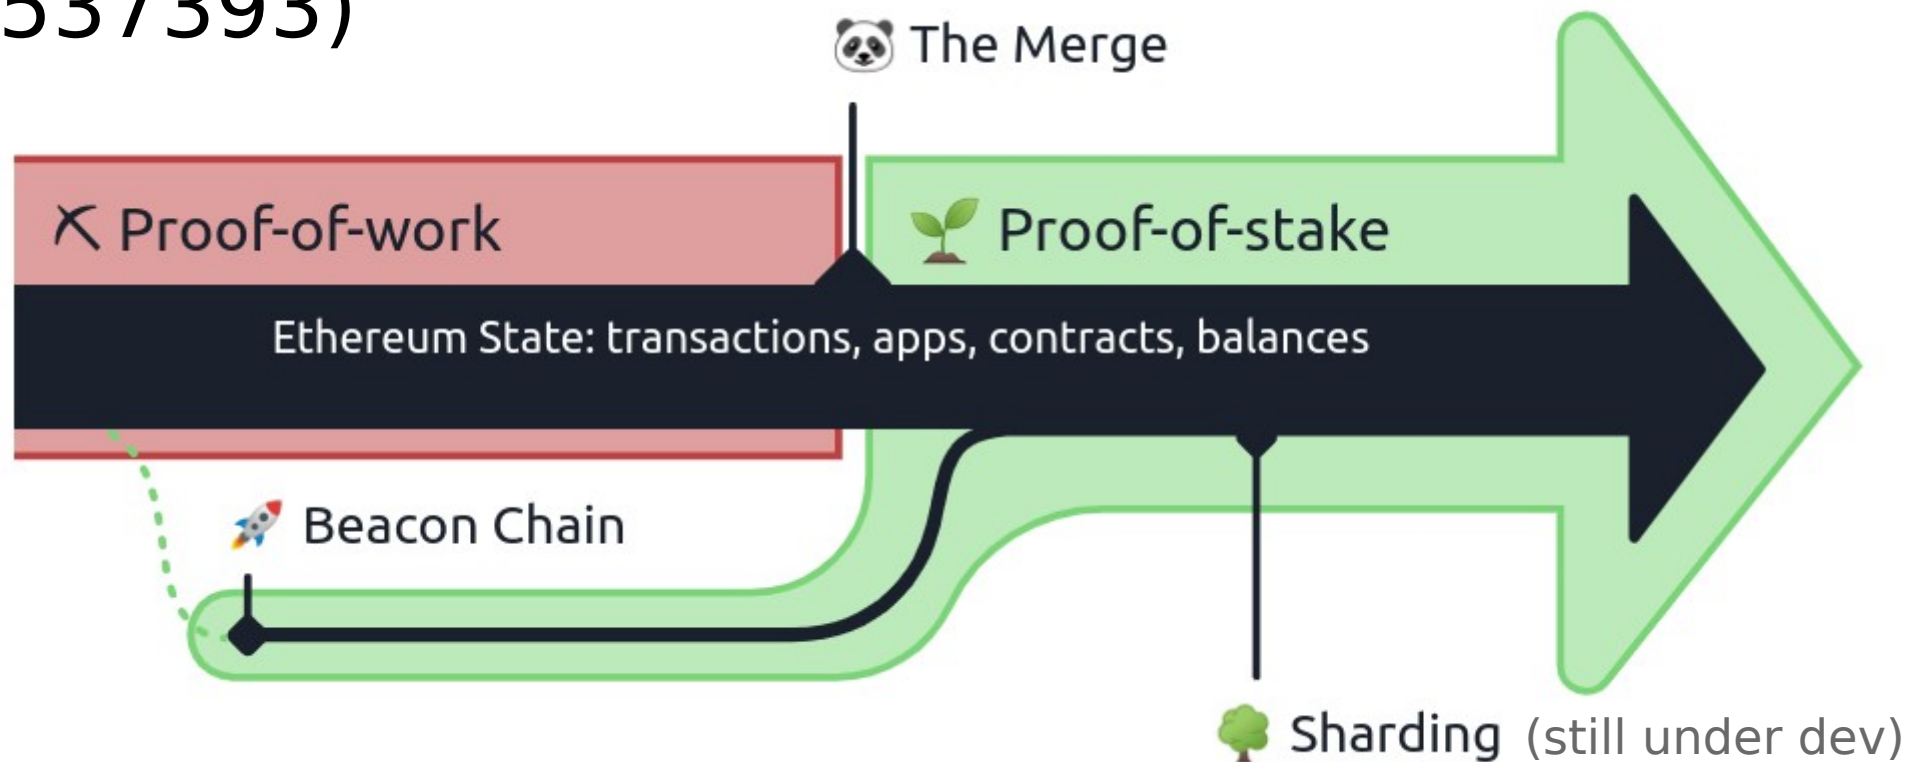 537393)
🐼 The Merge
⛏ Proof-of-work
🌱 Proof-of-stake
Ethereum State: transactions, apps, contracts, balances
🚀 Beacon Chain
🌳 Sharding (still under dev)